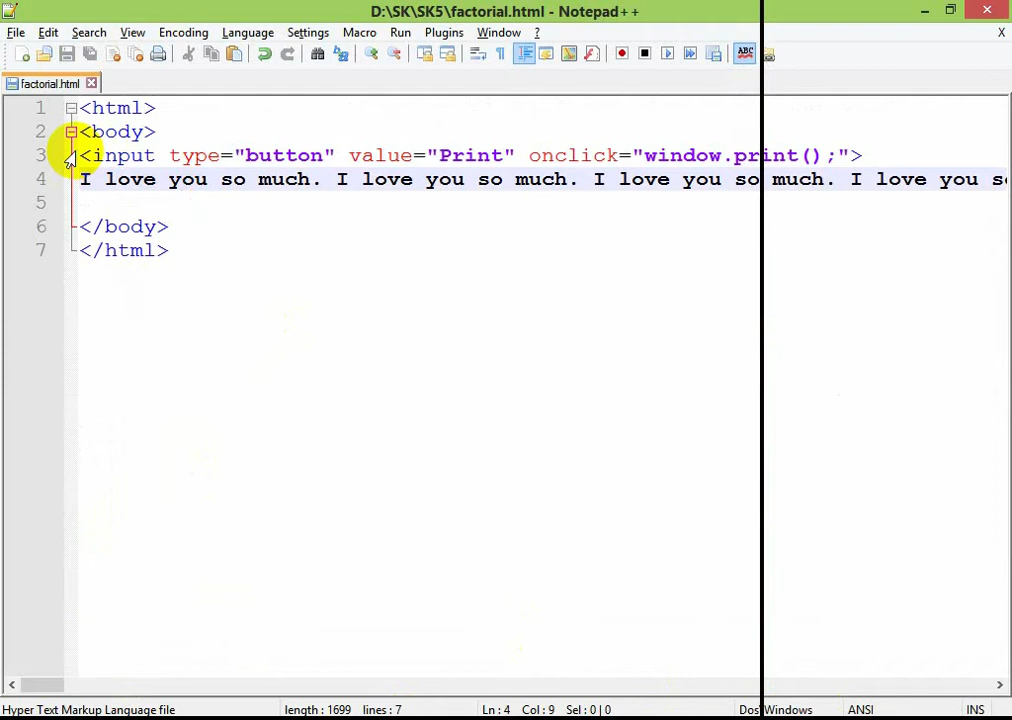 D:\SK\SK5\factorial.html - Notepad++
File Edit Search View Encoding Language Settings Macro Run Plugins Window ? X
ABC
factorial.html
1 <html>
2 <body>
3 <input type="button" value="Print" onclick="window.print();">
4 I love you so much. I love you so much. I love you so much. I love you so
5
6 </body>
7 </html>
Hyper Text Markup Language file length : 1699 lines : 7 Ln : 4 Col : 9 Sel : 0 | 0 Dos\Windows ANSI INS